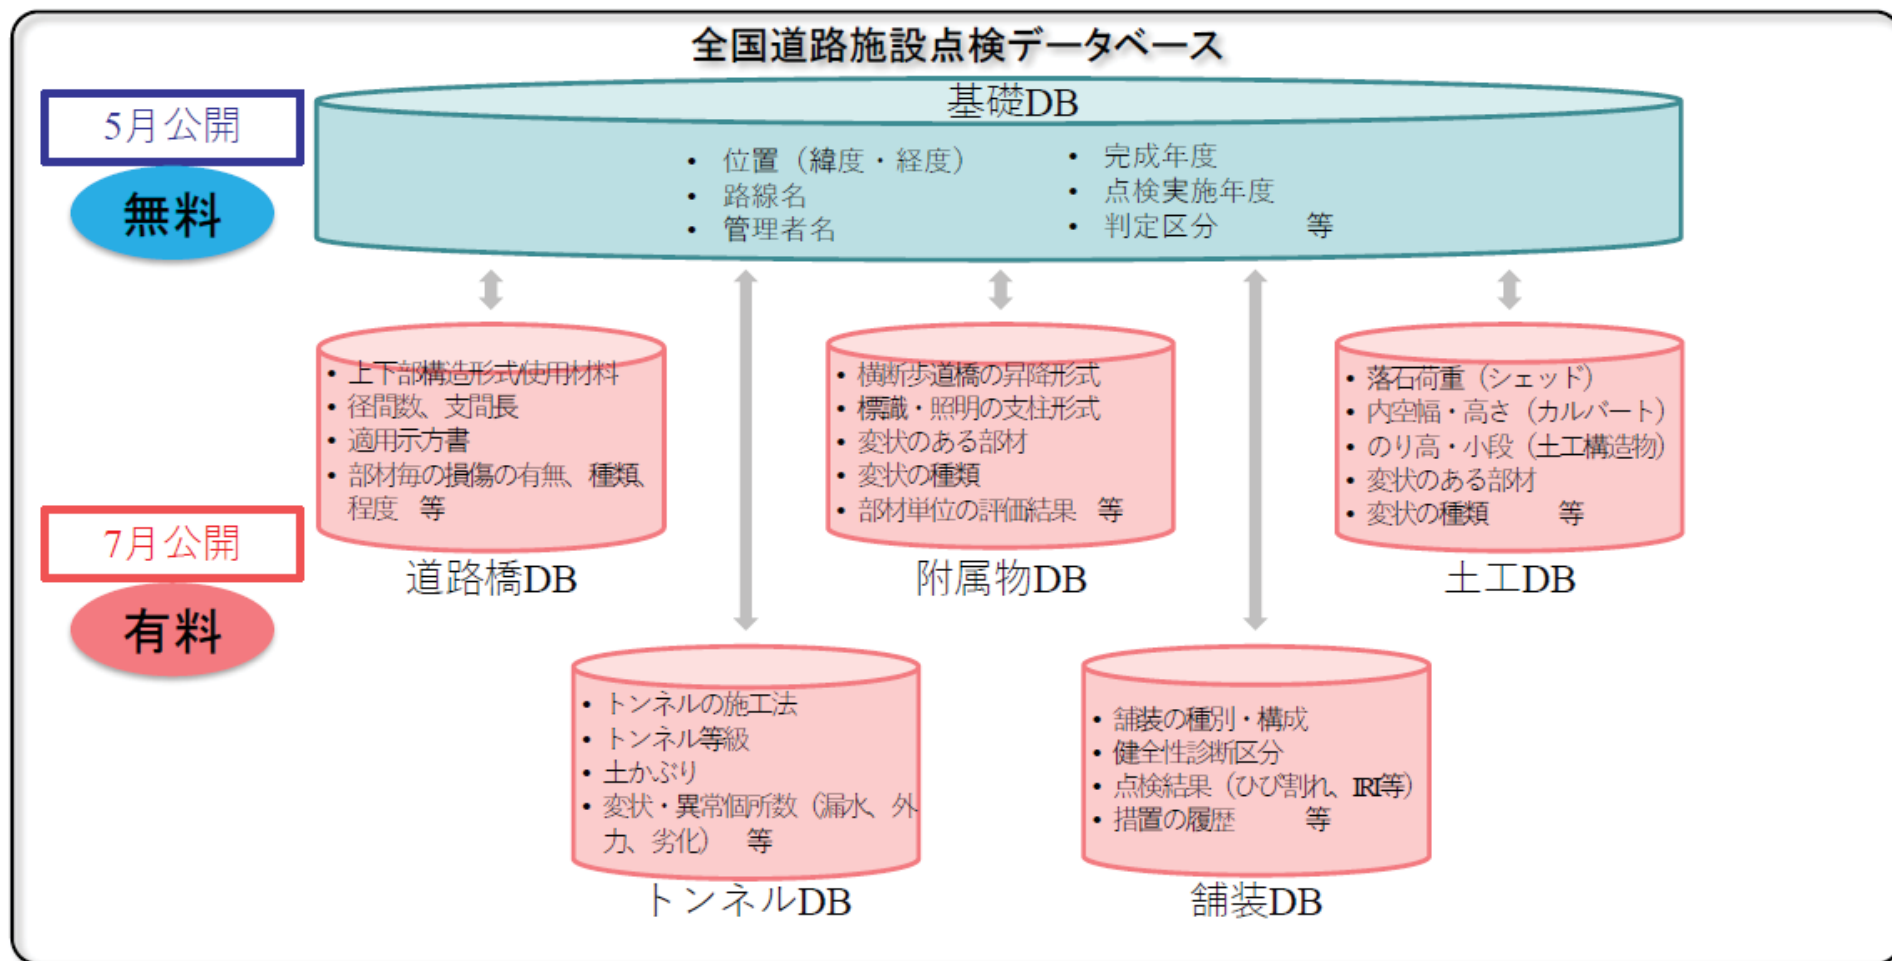 全国道路施設点検データベース
5月公開
無料
基礎DB
• 位置（緯度・経度）
• 路線名
• 管理者名
• 完成年度
• 点検実施年度
• 判定区分　　　等
7月公開
有料
• 上下部構造形式/使用材料
• 径間数、支間長
• 適用示方書
• 部材毎の損傷の有無、種類、
程度　等
道路橋DB
• 横断歩道橋の昇降形式
• 標識・照明の支柱形式
• 変状のある部材
• 変状の種類
• 部材単位の評価結果　等
附属物DB
• 落石荷重（シェッド）
• 内空幅・高さ（カルバート）
• のり高・小段（土工構造物）
• 変状のある部材
• 変状の種類　　　等
土工DB
• トンネルの施工法
• トンネル等級
• 土かぶり
• 変状・異常個所数（漏水、外
力、劣化）　等
トンネルDB
• 舗装の種別・構成
• 健全性診断区分
• 点検結果（ひび割れ、IRI等）
• 措置の履歴　　　等
舗装DB